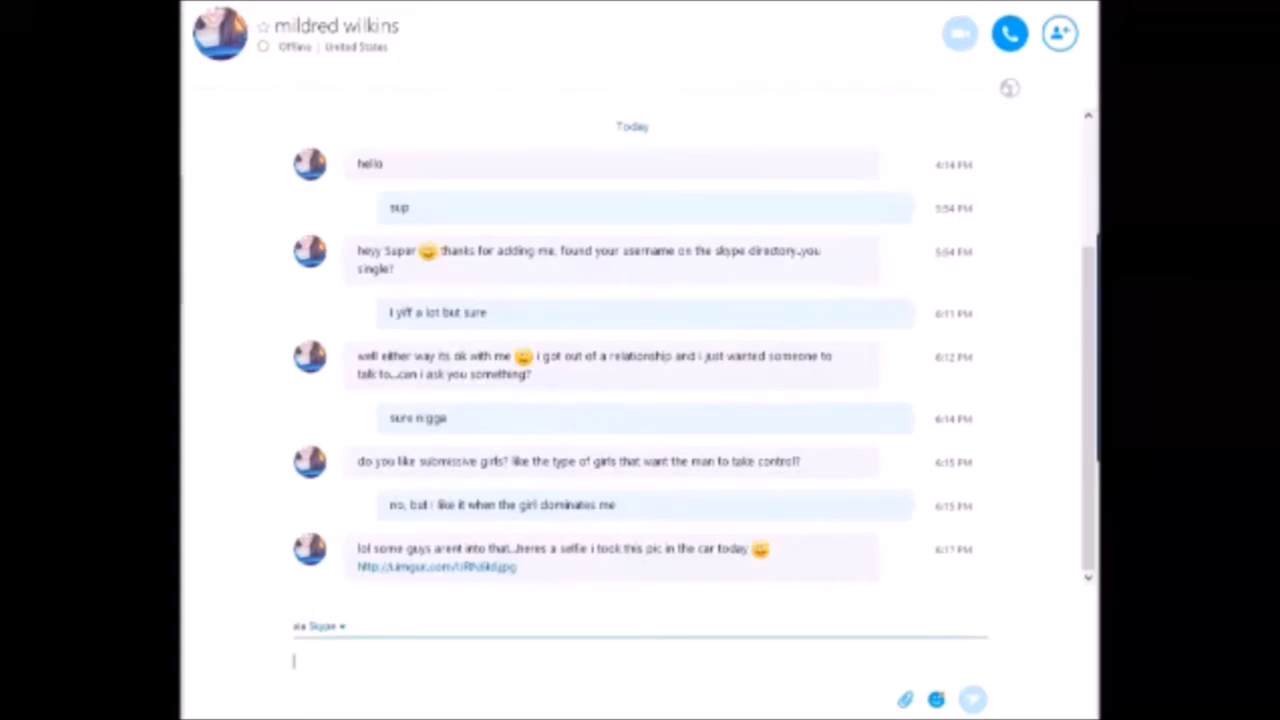 mildred wilkins
Offline | United States
Today
hello
6:14 PM
sup
5:54 PM
heyy Super thanks for adding me, found your username on the skype directory..you
single?
5:54 PM
I yiff a lot but sure
6:11 PM
well either way its ok with me i got out of a relationship and i just wanted someone to
talk to...can i ask you something?
6:12 PM
sure nigga
6:14 PM
do you like submissive girls? like the type of girls that want the man to take control?
6:15 PM
no, but i like it when the girl dominates me
6:15 PM
lol some guys arent into that...heres a selfie i took this pic in the car today
6:17 PM
via Skype